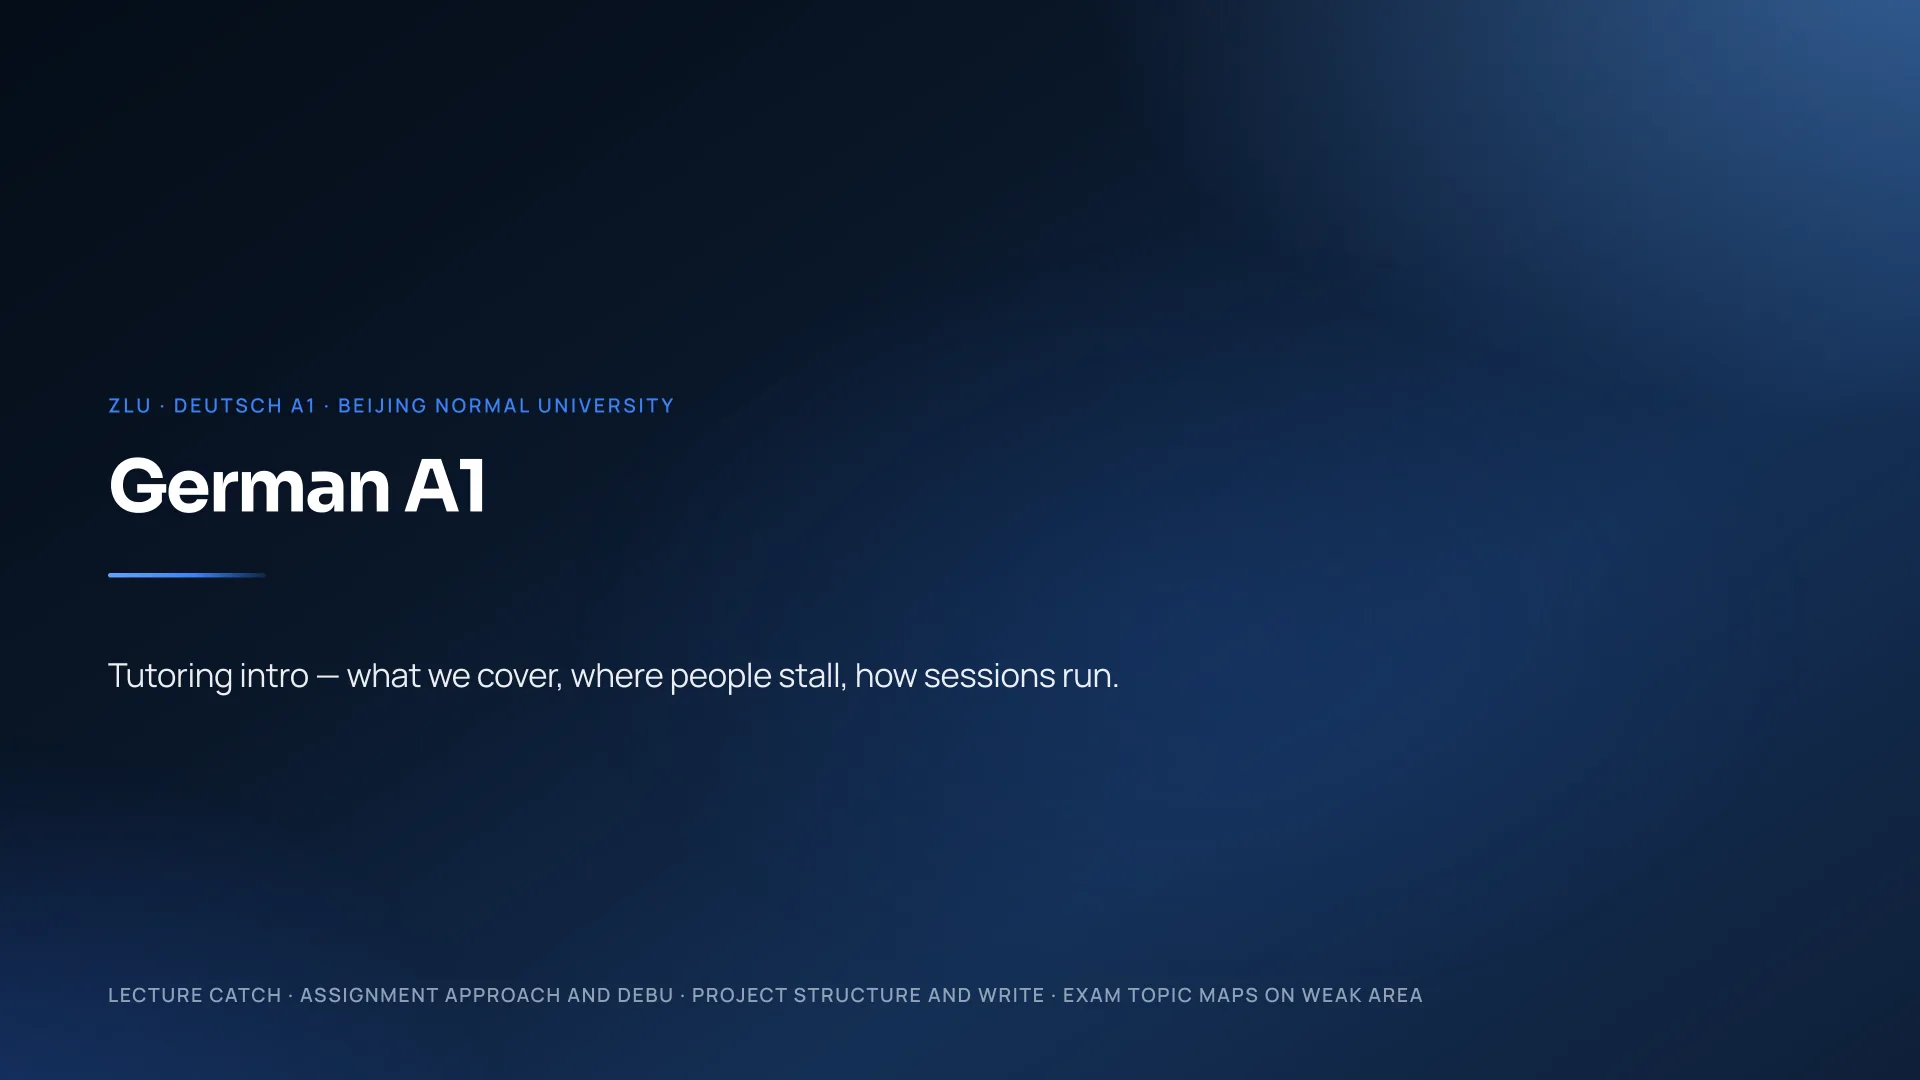 ZLU · DEUTSCH A1 · BEIJING NORMAL UNIVERSITY
German A1
Tutoring intro — what we cover, where people stall, how sessions run.
LECTURE CATCH · ASSIGNMENT APPROACH AND DEBU · PROJECT STRUCTURE AND WRITE · EXAM TOPIC MAPS ON WEAK AREA